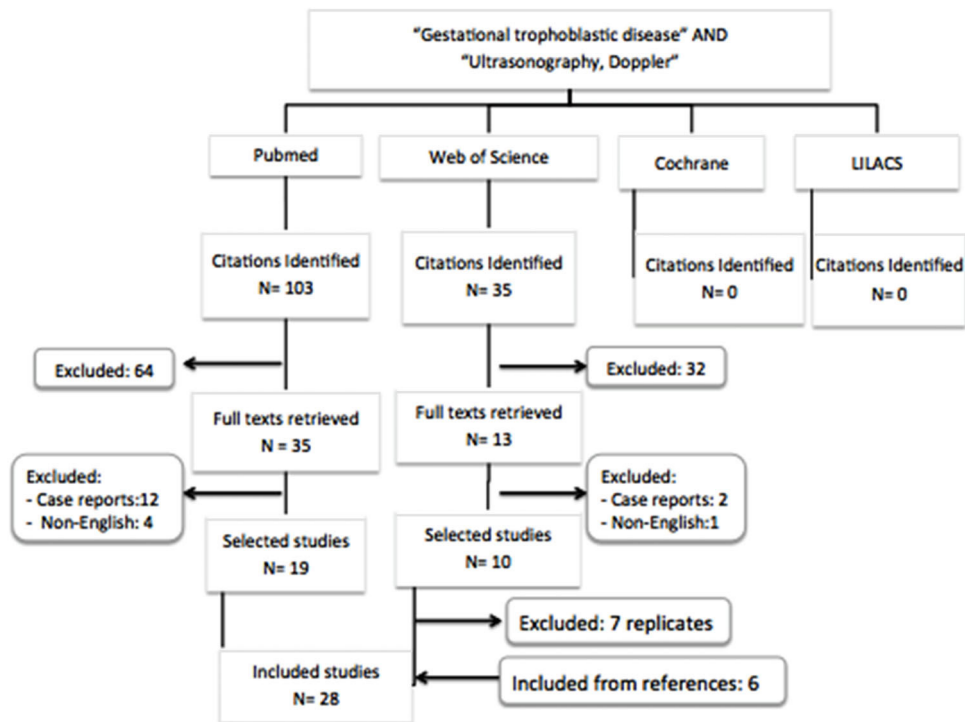 "Gestational trophoblastic disease" AND
"Ultrasonography, Doppler"
Pubmed
Web of Science
Cochrane
LILACS
Citations Identified
N= 103
Citations Identified
N= 35
Citations Identified
N= 0
Citations Identified
N= 0
Excluded: 64
Excluded: 32
Full texts retrieved
N = 35
Full texts retrieved
N= 13
Excluded:
- Case reports:12
- Non-English: 4
Excluded:
- Case reports: 2
- Non-English:1
Selected studies
N= 19
Selected studies
N= 10
Excluded: 7 replicates
Included studies
N= 28
Included from references: 6